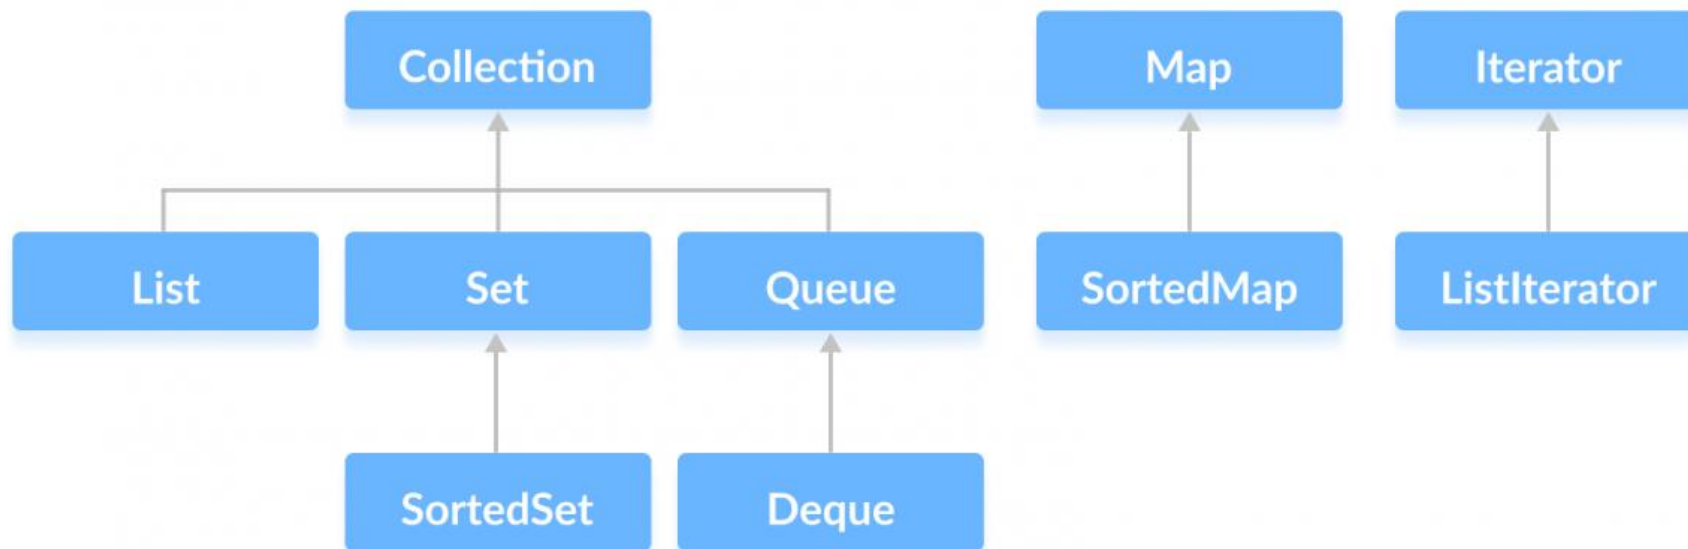 Collection
Map
Iterator
List
Set
Queue
SortedMap
ListIterator
SortedSet
Deque